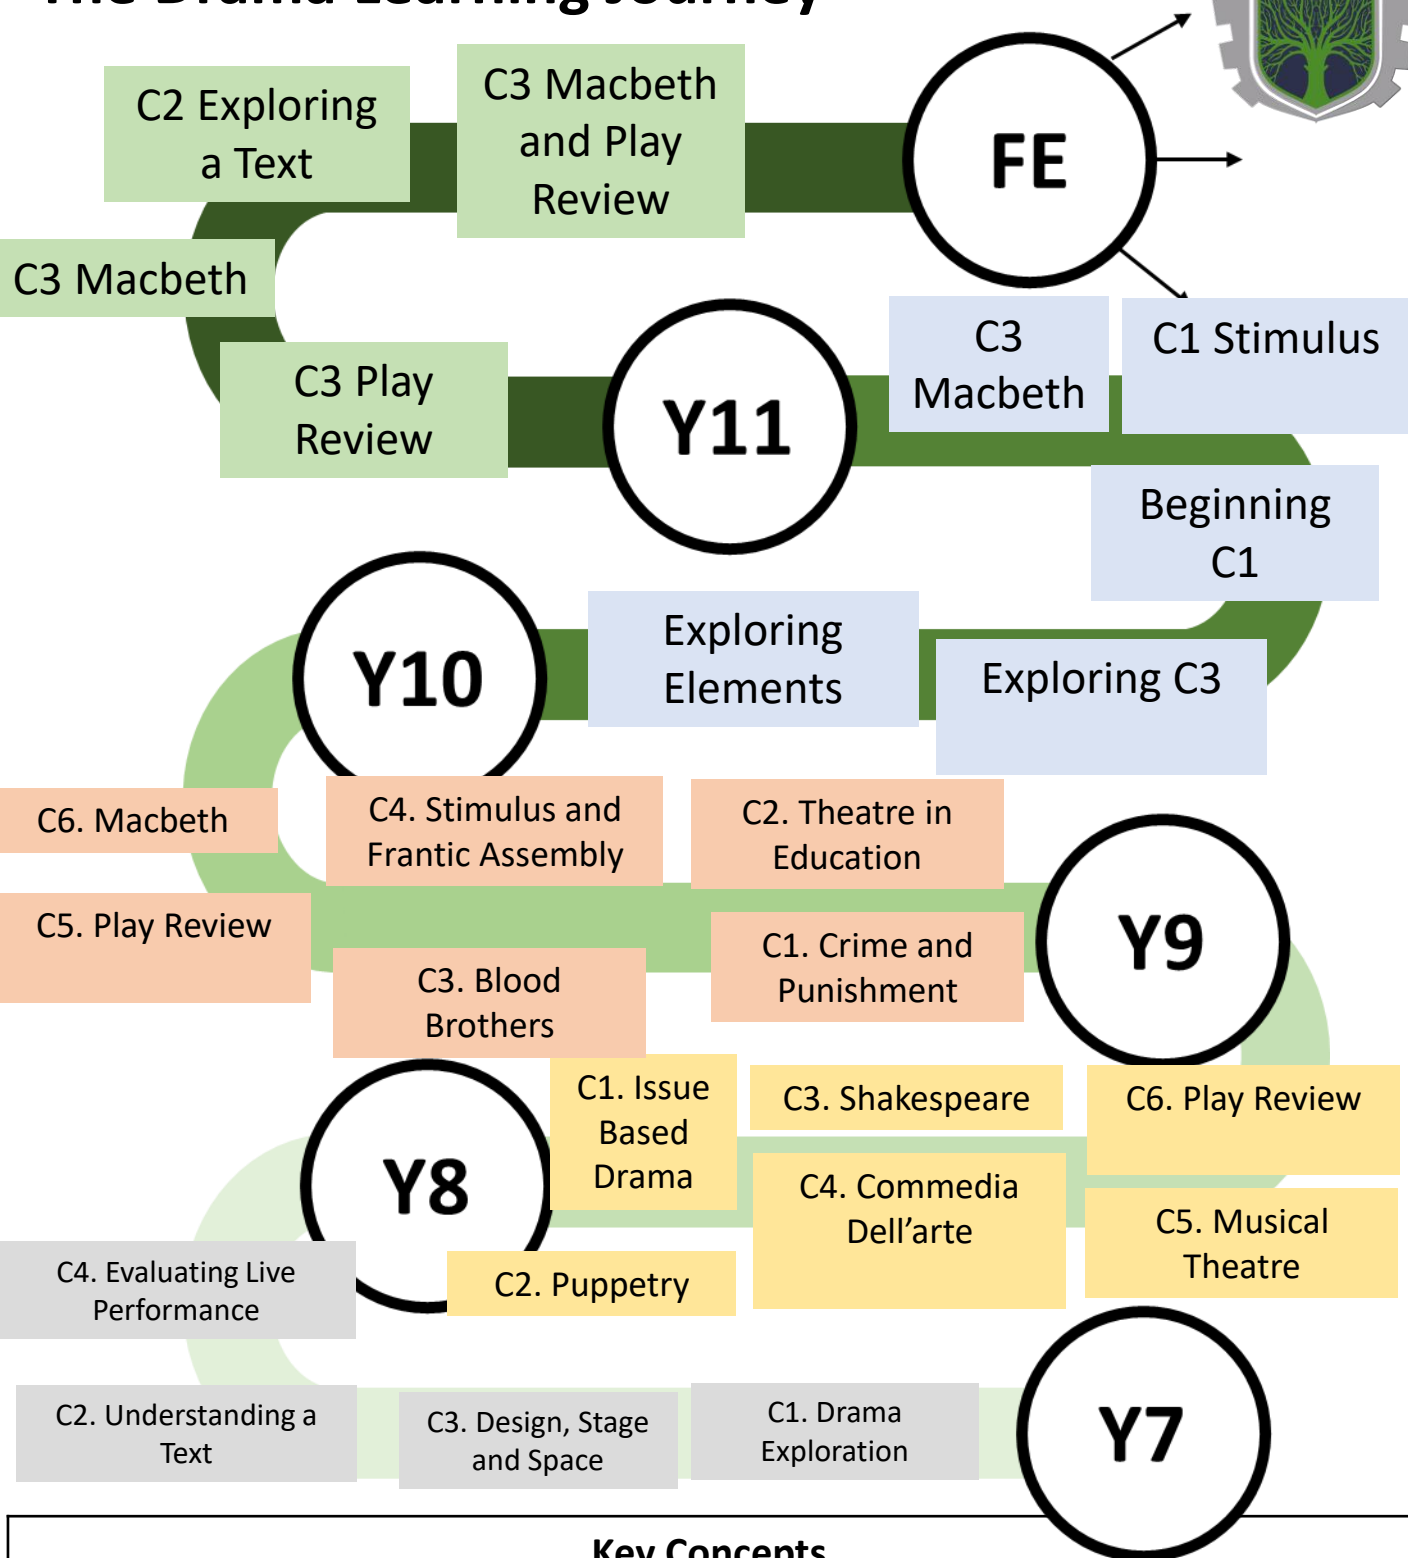 The Drama Learning Journey
C2 Exploring
a Text
C3 Macbeth
and Play
Review
FE
C3 Macbeth
C3 Play
Review
Y11
C3
Macbeth
C1 Stimulus
Beginning
C1
Y10
Exploring
Elements
Exploring C3
C6. Macbeth
C4. Stimulus and
Frantic Assembly
C2. Theatre in
Education
Y9
C5. Play Review
C3. Blood
Brothers
C1. Crime and
Punishment
Y8
C1. Issue
Based
Drama
C3. Shakespeare
C6. Play Review
C4. Commedia
Dell’arte
C5. Musical
Theatre
C4. Evaluating Live
Performance
C2. Puppetry
C2. Understanding a
Text
C3. Design, Stage
and Space
C1. Drama
Exploration
Y7
Key Concepts